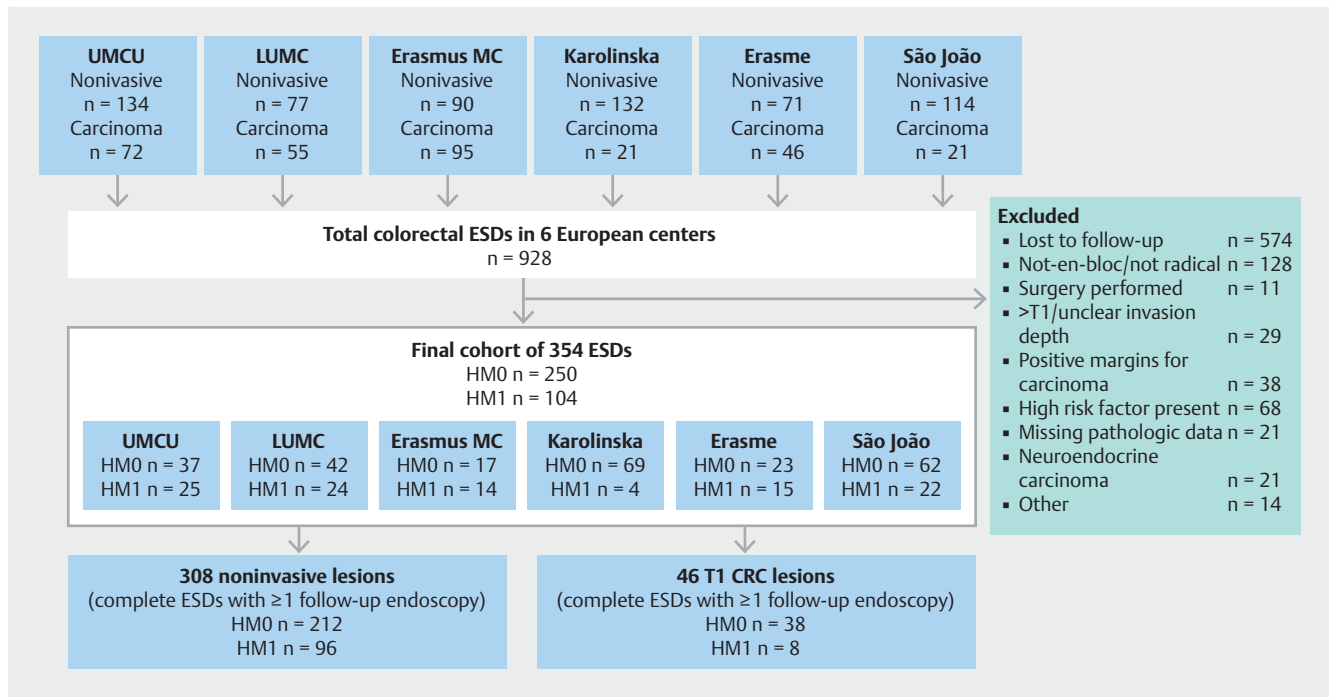 UMCU
Nonivasive
n = 134
Carcinoma
n = 72
LUMC
Nonivasive
n = 77
Carcinoma
n = 55
Erasmus MC
Nonivasive
n = 90
Carcinoma
n = 95
Karolinska
Nonivasive
n = 132
Carcinoma
n = 21
Erasme
Nonivasive
n = 71
Carcinoma
n = 46
São João
Nonivasive
n = 114
Carcinoma
n = 21
Total colorectal ESDs in 6 European centers
n = 928
Excluded
▪ Lost to follow-up n = 574
▪ Not-en-bloc/not radical n = 128
▪ Surgery performed n = 11
▪ >T1/unclear invasion
depth n = 29
▪ Positive margins for
carcinoma n = 38
▪ High risk factor present n = 68
▪ Missing pathologic data n = 21
▪ Neuroendocrine
carcinoma n = 21
▪ Other n = 14
Final cohort of 354 ESDs
HM0 n = 250
HM1 n = 104
UMCU
HM0 n = 37
HM1 n = 25
LUMC
HM0 n = 42
HM1 n = 24
Erasmus MC
HM0 n = 17
HM1 n = 14
Karolinska
HM0 n = 69
HM1 n = 4
Erasme
HM0 n = 23
HM1 n = 15
São João
HM0 n = 62
HM1 n = 22
308 noninvasive lesions
(complete ESDs with ≥1 follow-up endoscopy)
HM0 n = 212
HM1 n = 96
46 T1 CRC lesions
(complete ESDs with ≥1 follow-up endoscopy)
HM0 n = 38
HM1 n = 8